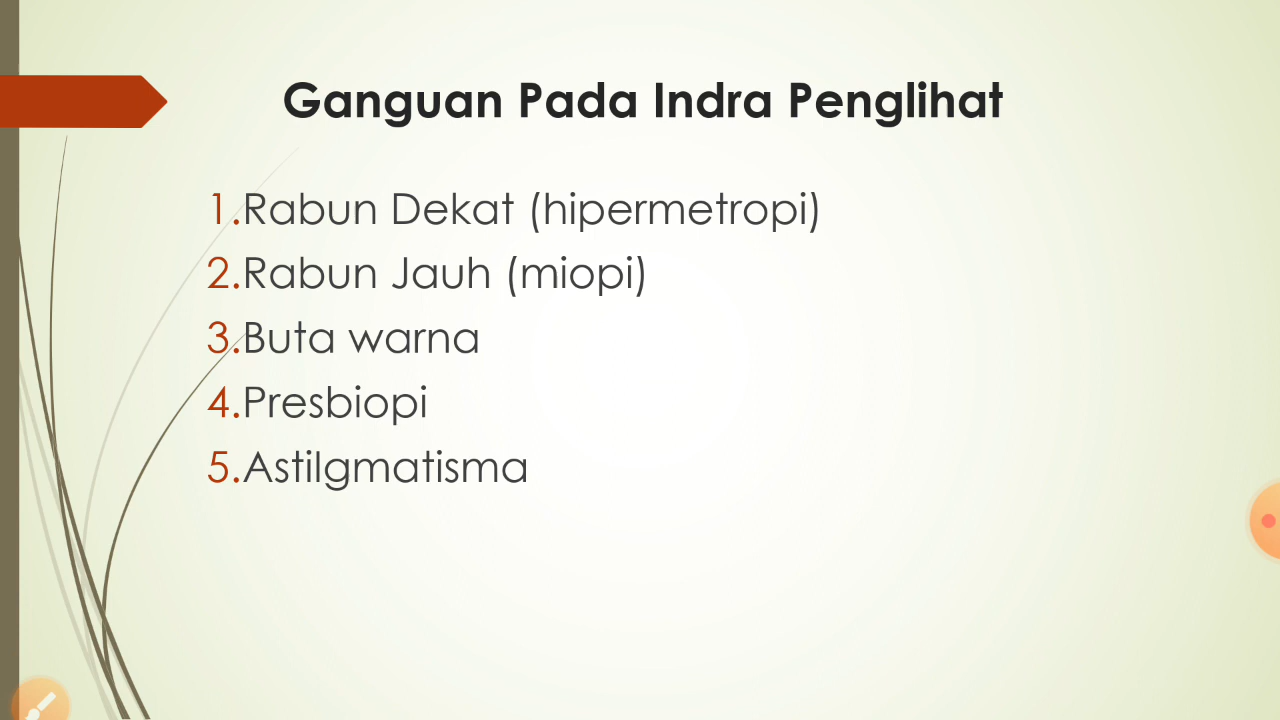 Ganguan Pada Indra Penglihat
1.Rabun Dekat (hipermetropi)
2.Rabun Jauh (miopi)
3.Buta warna
4.Presbiopi
5.Astilgmatisma